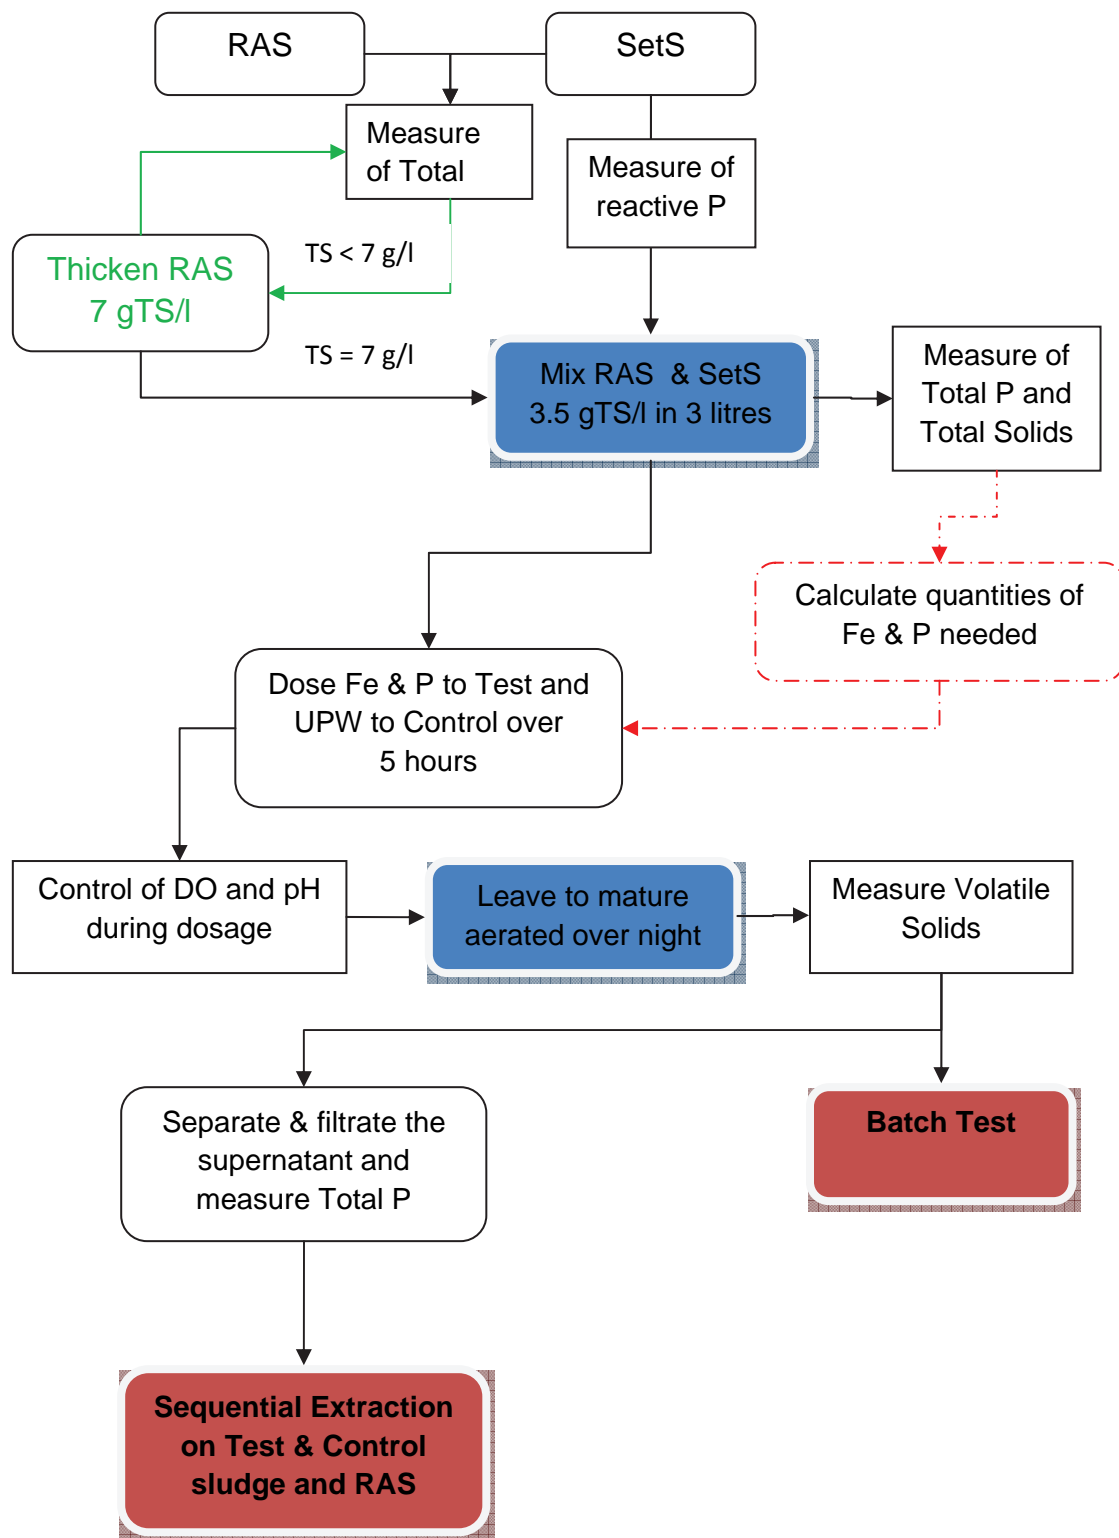 RAS
SetS
Measure
of Total
Measure of
reactive P
TS < 7 g/l
Thicken RAS
7 gTS/l
TS = 7 g/l
Mix RAS & SetS
3.5 gTS/l in 3 litres
Measure of
Total P and
Total Solids
Calculate quantities of
Fe & P needed
Dose Fe & P to Test and
UPW to Control over
5 hours
Control of DO and pH
during dosage
Leave to mature
aerated over night
Measure Volatile
Solids
Separate & filtrate the
supernatant and
measure Total P
Batch Test
Sequential Extraction
on Test & Control
sludge and RAS